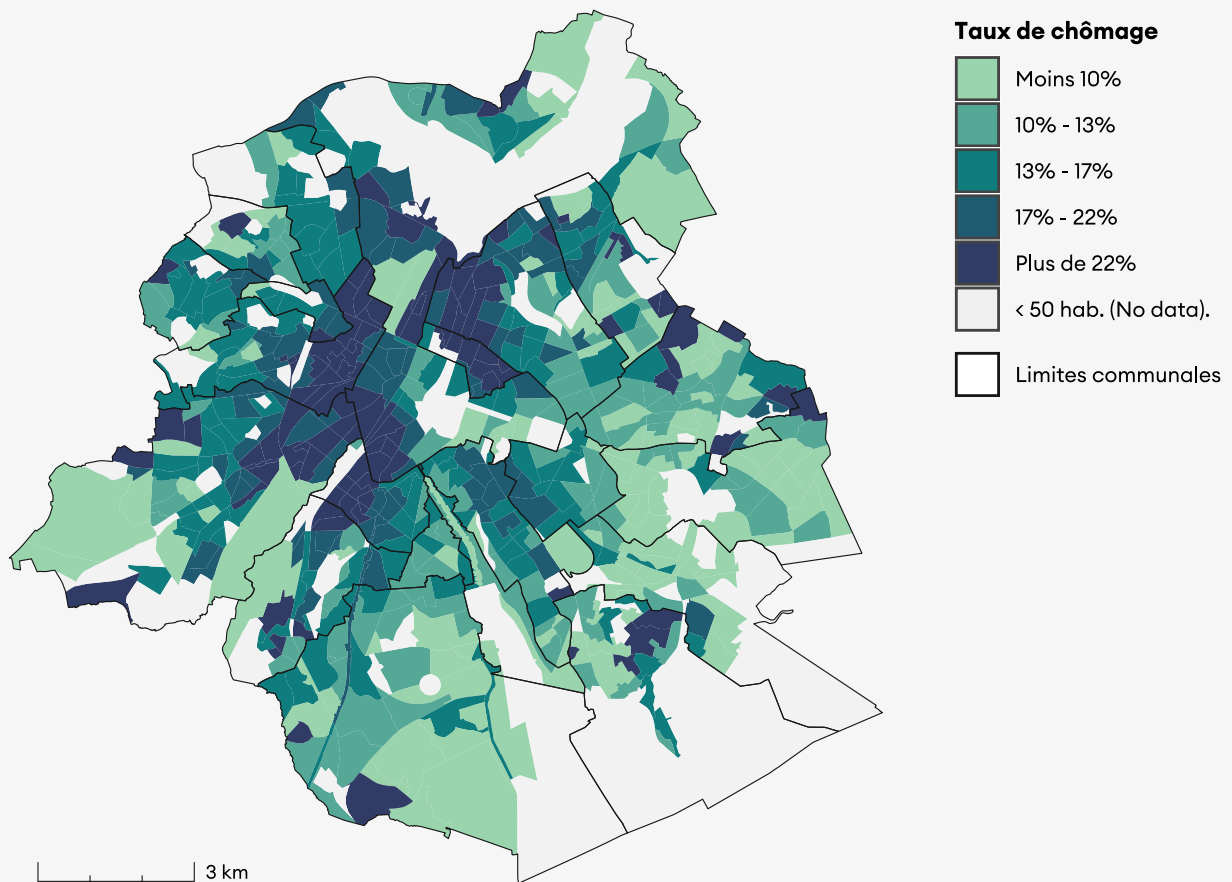 Taux de chômage
Moins 10%
10% - 13%
13% - 17%
17% - 22%
Plus de 22%
< 50 hab. (No data).
Limites communales
3 km